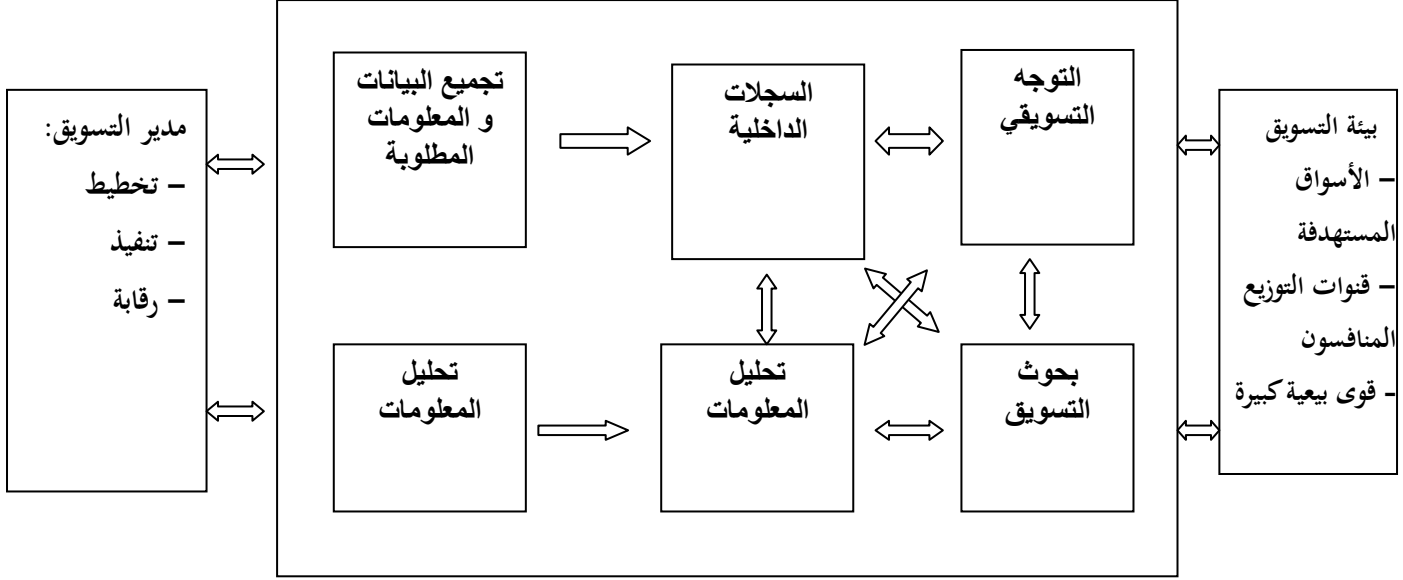 بيئة التسويق
– الأسواق
المستهدفة
– قنوات التوزيع
المنافسون
- قوى بيعية كبيرة
التوجه
التسويقي
السجلات
الداخلية
تجميع البيانات
و المعلومات
المطلوبة
بحوث
التسويق
تحليل
المعلومات
تحليل
المعلومات
مدير التسويق:
– تخطيط
– تنفيذ
– رقابة